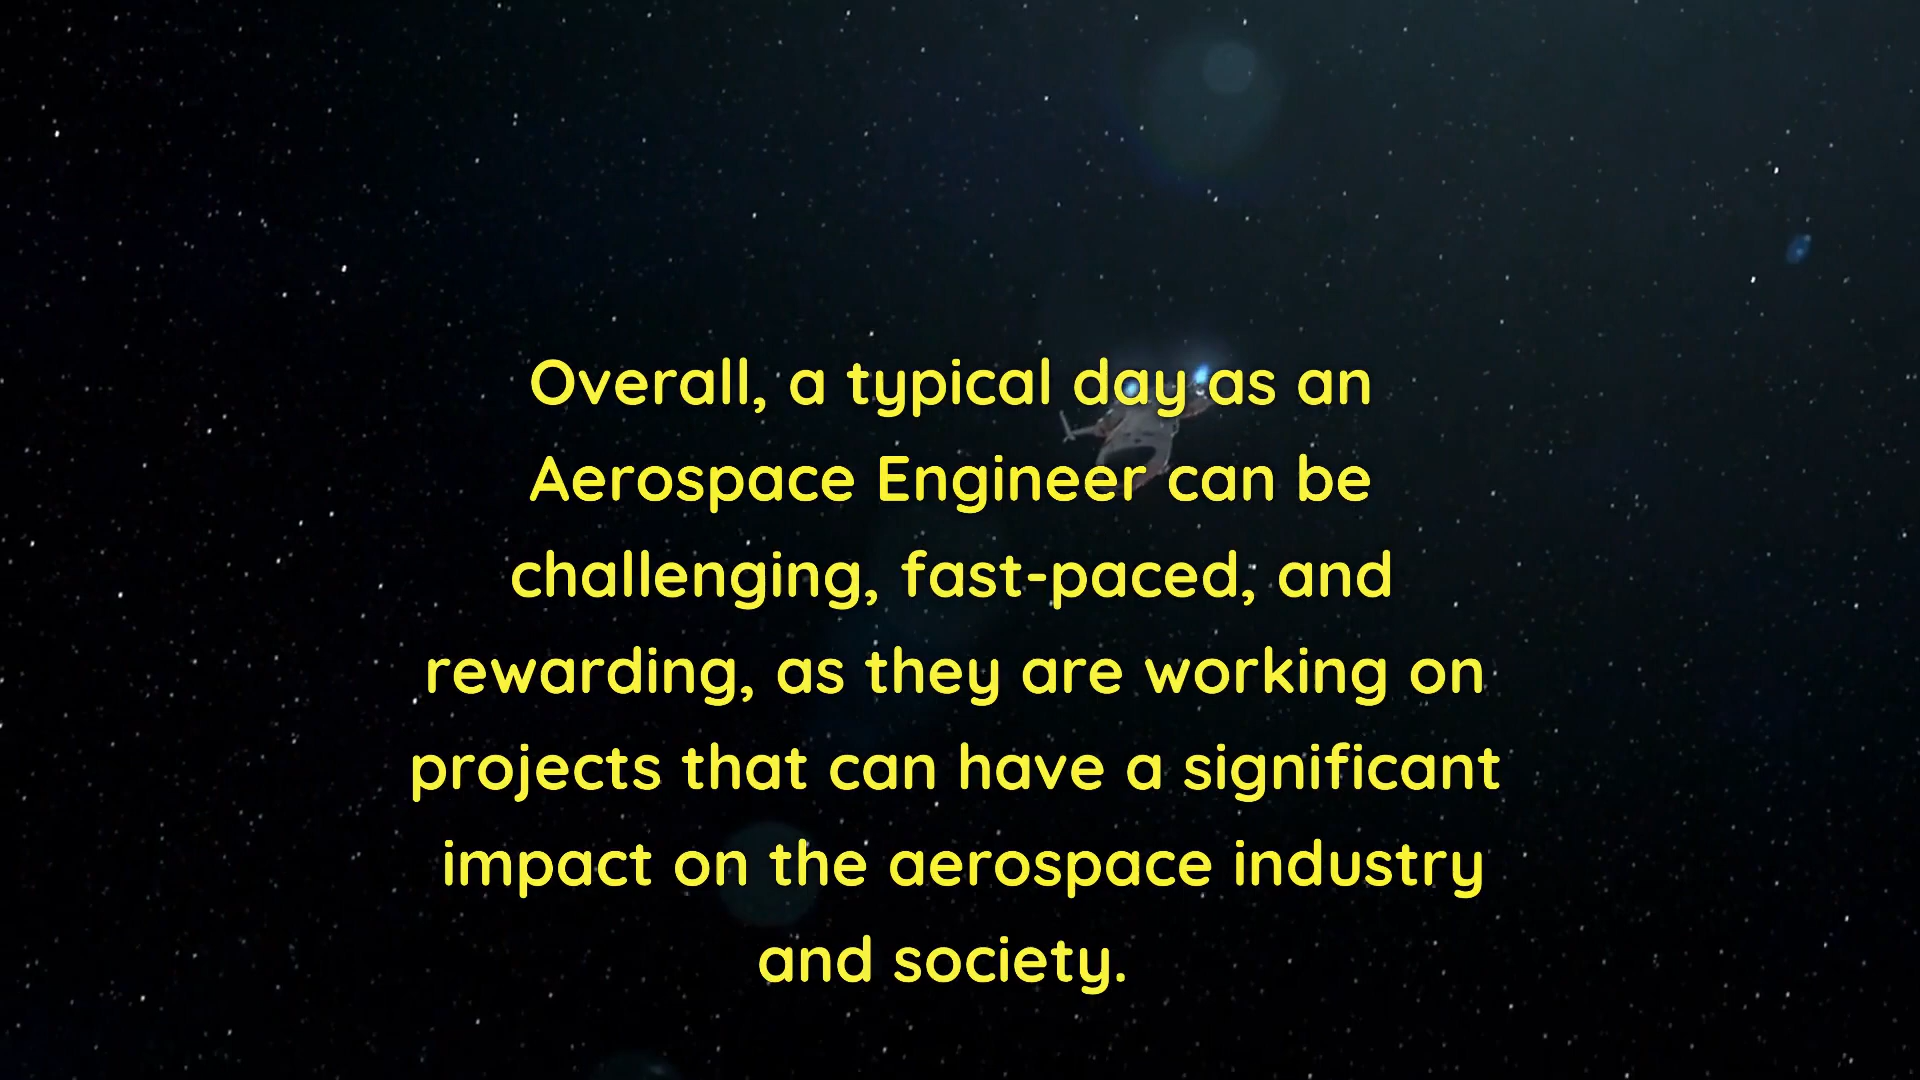 Overall, a typical day as an
Aerospace Engineer can be
challenging, fast-paced, and
rewarding, as they are working on
projects that can have a significant
impact on the aerospace industry
and society.